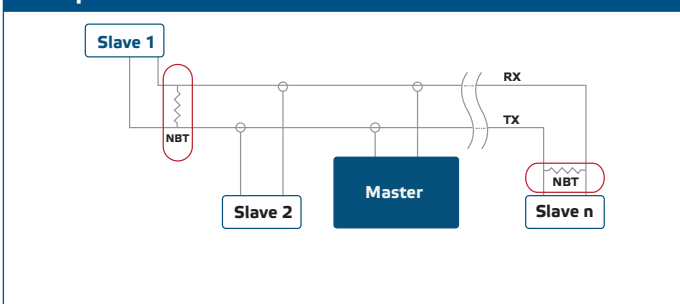 Slave 1
RX
TX
NBT
NBT
Master
Slave 2
Slave n